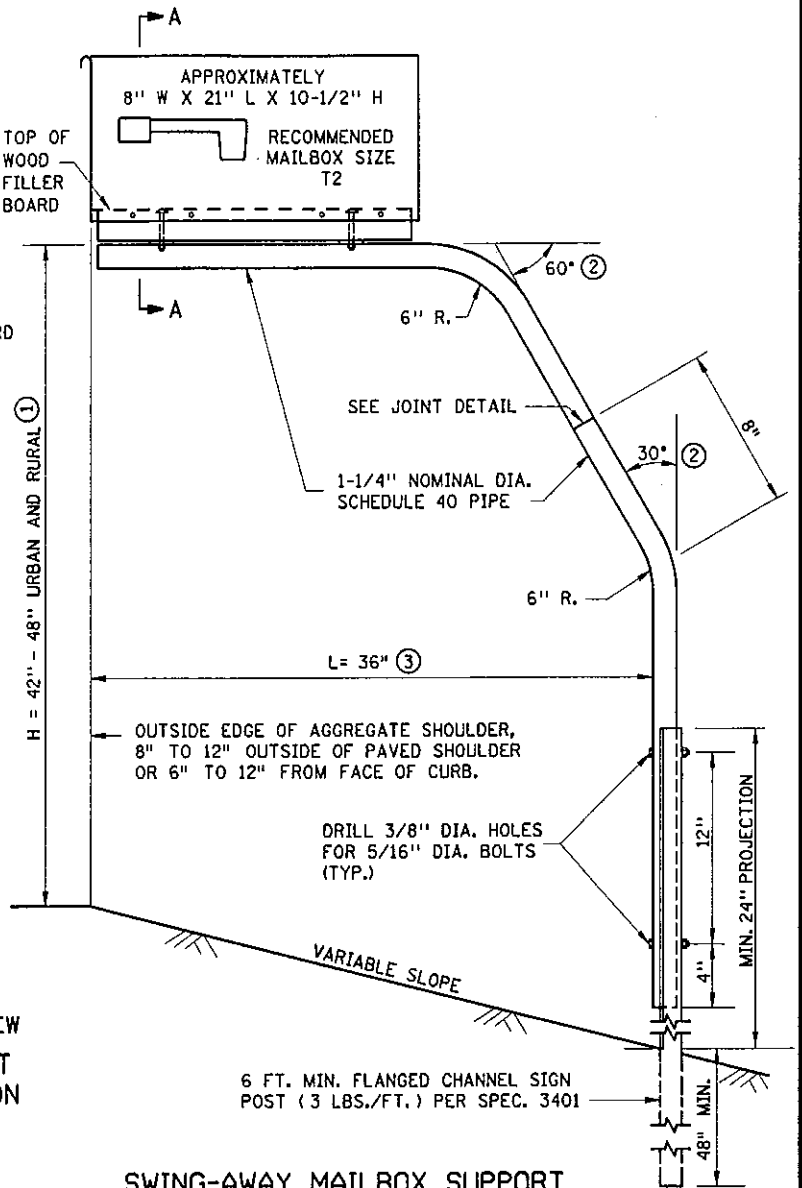 A
APPROXIMATELY
8" W X 21" L X 10-1/2" H
TOP OF
WOOD
FILLER
BOARD
RECOMMENDED
MAILBOX SIZE
T2
A
60° ②
6" R.
RD
SEE JOINT DETAIL
8"
30° ②
1-1/4" NOMINAL DIA.
SCHEDULE 40 PIPE
H = 42" - 48" URBAN AND RURAL ①
6" R.
L= 36" ③
OUTSIDE EDGE OF AGGREGATE SHOULDER,
8" TO 12" OUTSIDE OF PAVED SHOULDER
OR 6" TO 12" FROM FACE OF CURB.
DRILL 3/8" DIA. HOLES
FOR 5/16" DIA. BOLTS
(TYP.)
12"
MIN. 24" PROJECTION
4"
VARIABLE SLOPE
EW
T
ON
6 FT. MIN. FLANGED CHANNEL SIGN
POST (3 LBS./FT.) PER SPEC. 3401
48" MIN.
SWING-AWAY MAILBOX SUPPORT